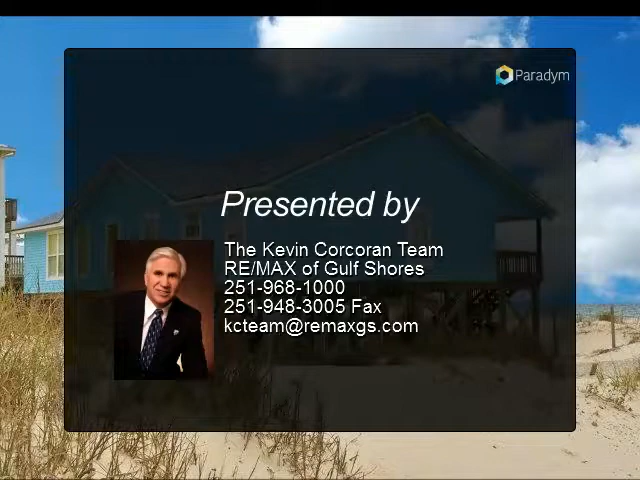 Paradym
Presented by
The Kevin Corcoran Team
RE/MAX of Gulf Shores
251-968-1000
251-948-3005 Fax
kcteam@remaxgs.com